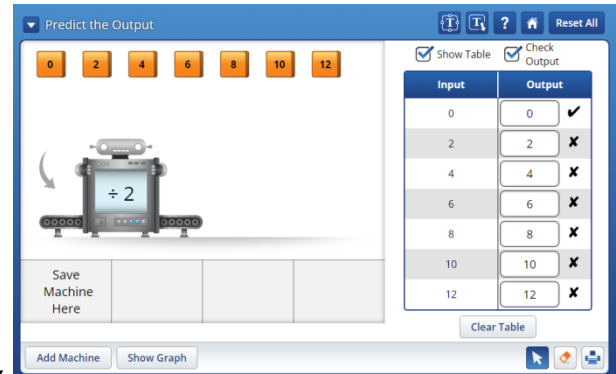 Predict the Output
? Reset All
0 2 4 6 8 10 12
÷ 2
Save
Machine
Here
Add Machine Show Graph
Show Table Check
Output
Input Output
0 0 ✔
2 2 ✘
4 4 ✘
6 6 ✘
8 8 ✘
10 10 ✘
12 12 ✘
Clear Table